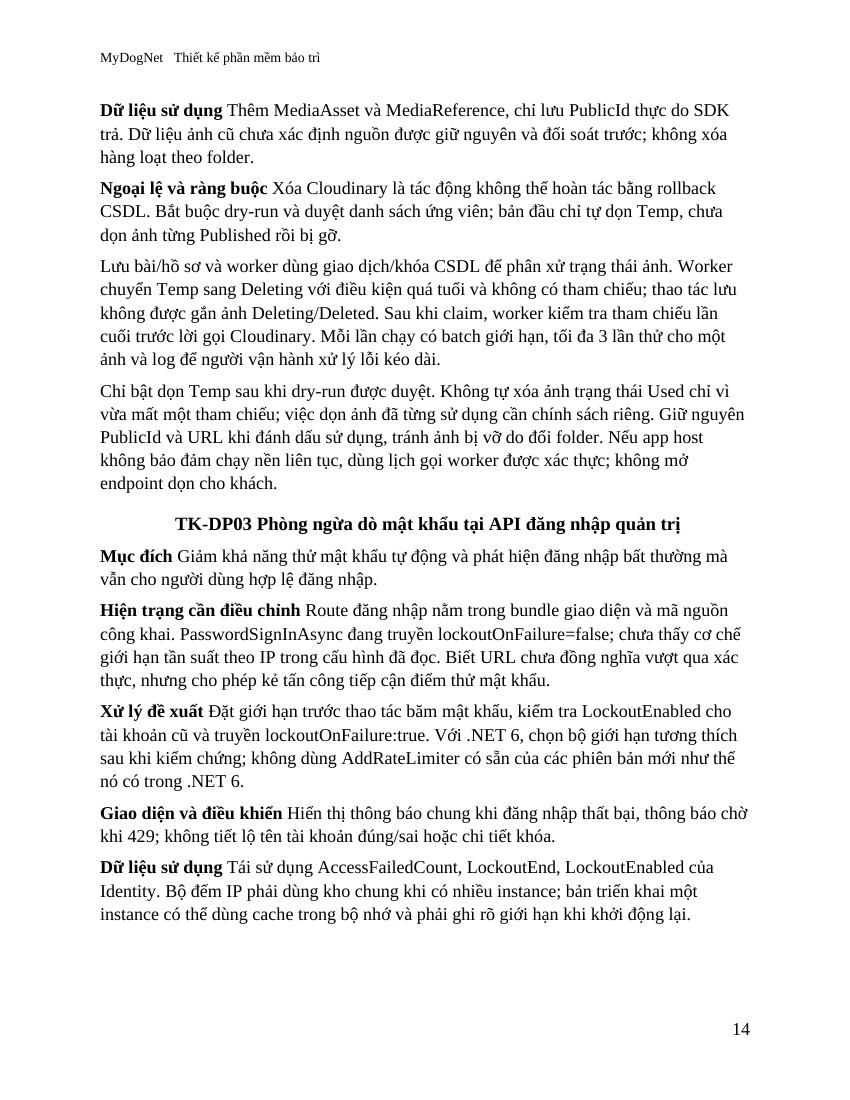 MyDogNet Thiết kế phần mềm bảo trì
Dữ liệu sử dụng Thêm MediaAsset và MediaReference, chỉ lưu PublicId thực do SDK
trả. Dữ liệu ảnh cũ chưa xác định nguồn được giữ nguyên và đối soát trước; không xóa
hàng loạt theo folder.
Ngoại lệ và ràng buộc Xóa Cloudinary là tác động không thể hoàn tác bằng rollback
CSDL. Bắt buộc dry-run và duyệt danh sách ứng viên; bản đầu chỉ tự dọn Temp, chưa
dọn ảnh từng Published rồi bị gỡ.
Lưu bài/hồ sơ và worker dùng giao dịch/khóa CSDL để phân xử trạng thái ảnh. Worker
chuyển Temp sang Deleting với điều kiện quá tuổi và không có tham chiếu; thao tác lưu
không được gắn ảnh Deleting/Deleted. Sau khi claim, worker kiểm tra tham chiếu lần
cuối trước lời gọi Cloudinary. Mỗi lần chạy có batch giới hạn, tối đa 3 lần thử cho một
ảnh và log để người vận hành xử lý lỗi kéo dài.
Chỉ bật dọn Temp sau khi dry-run được duyệt. Không tự xóa ảnh trạng thái Used chỉ vì
vừa mất một tham chiếu; việc dọn ảnh đã từng sử dụng cần chính sách riêng. Giữ nguyên
PublicId và URL khi đánh dấu sử dụng, tránh ảnh bị vỡ do đổi folder. Nếu app host
không bảo đảm chạy nền liên tục, dùng lịch gọi worker được xác thực; không mở
endpoint dọn cho khách.
TK-DP03 Phòng ngừa dò mật khẩu tại API đăng nhập quản trị
Mục đích Giảm khả năng thử mật khẩu tự động và phát hiện đăng nhập bất thường mà
vẫn cho người dùng hợp lệ đăng nhập.
Hiện trạng cần điều chỉnh Route đăng nhập nằm trong bundle giao diện và mã nguồn
công khai. PasswordSignInAsync đang truyền lockoutOnFailure=false; chưa thấy cơ chế
giới hạn tần suất theo IP trong cấu hình đã đọc. Biết URL chưa đồng nghĩa vượt qua xác
thực, nhưng cho phép kẻ tấn công tiếp cận điểm thử mật khẩu.
Xử lý đề xuất Đặt giới hạn trước thao tác băm mật khẩu, kiểm tra LockoutEnabled cho
tài khoản cũ và truyền lockoutOnFailure:true. Với .NET 6, chọn bộ giới hạn tương thích
sau khi kiểm chứng; không dùng AddRateLimiter có sẵn của các phiên bản mới như thể
nó có trong .NET 6.
Giao diện và điều khiển Hiển thị thông báo chung khi đăng nhập thất bại, thông báo chờ
khi 429; không tiết lộ tên tài khoản đúng/sai hoặc chi tiết khóa.
Dữ liệu sử dụng Tái sử dụng AccessFailedCount, LockoutEnd, LockoutEnabled của
Identity. Bộ đếm IP phải dùng kho chung khi có nhiều instance; bản triển khai một
instance có thể dùng cache trong bộ nhớ và phải ghi rõ giới hạn khi khởi động lại.
14